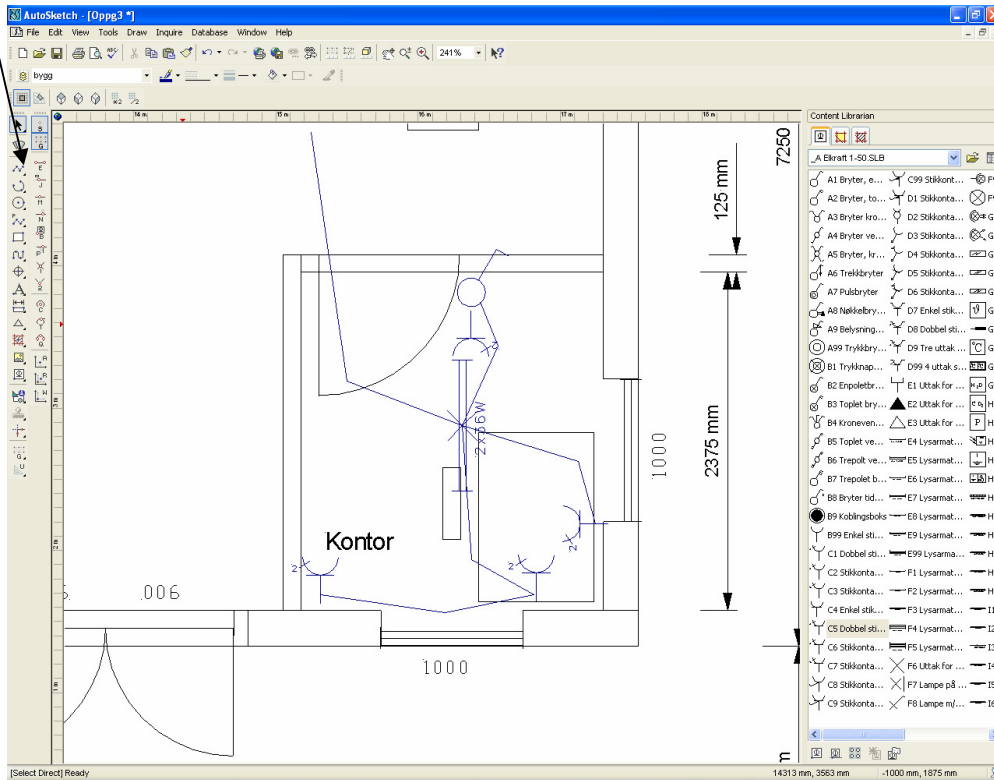 AutoSketch - [Oppg3 *]
File Edit View Tools Draw Inquire Database Window Help
241%
bygg
Content Librarian
_A Elkraft 1-50.SLB
14 m 15 m 16 m 17 m 18 m
7250
125 mm
2375 mm
1000
2x36W
Kontor
2
2
2
2
900
1000
m
A1 Bryter, e... C99 Stikkont...
A2 Bryter, to... D1 Stikkonta...
A3 Bryter kro... D2 Stikkonta...
A4 Bryter ve... D3 Stikkonta...
A5 Bryter, kr... D4 Stikkonta...
A6 Trekkbryter D5 Stikkonta...
A7 Pulsbryter D6 Stikkonta...
A8 Nøkkelbry... D7 Enkel stik...
A9 Belysning... D8 Dobbel sti...
A99 Trykkbry... D9 Tre uttak ...
B1 Trykknap... D99 4 uttak s...
B2 Enpoletbr... E1 Uttak for ...
B3 Toplet bry... E2 Uttak for ...
B4 Kroneven... E3 Uttak for ...
B5 Toplet ve... E4 Lysarmat...
B6 Trepolt ve... E5 Lysarmat...
B7 Trepolet b... E6 Lysarmat...
B8 Bryter tid... E7 Lysarmat...
B9 Koblingsboks E8 Lysarmat...
B99 Enkel sti... E9 Lysarmat...
C1 Dobbel sti... E99 Lysarma...
C2 Stikkonta... F1 Lysarmat...
C3 Stikkonta... F2 Lysarmat...
C4 Enkel stik... F3 Lysarmat...
C5 Dobbel sti... F4 Lysarmat...
C6 Stikkonta... F5 Lysarmat...
C7 Stikkonta... F6 Uttak for ...
C8 Stikkonta... F7 Lampe på ...
C9 Stikkonta... F8 Lampe m/...
[Select Direct] Ready
14313 mm, 3563 mm -1000 mm, 1875 mm